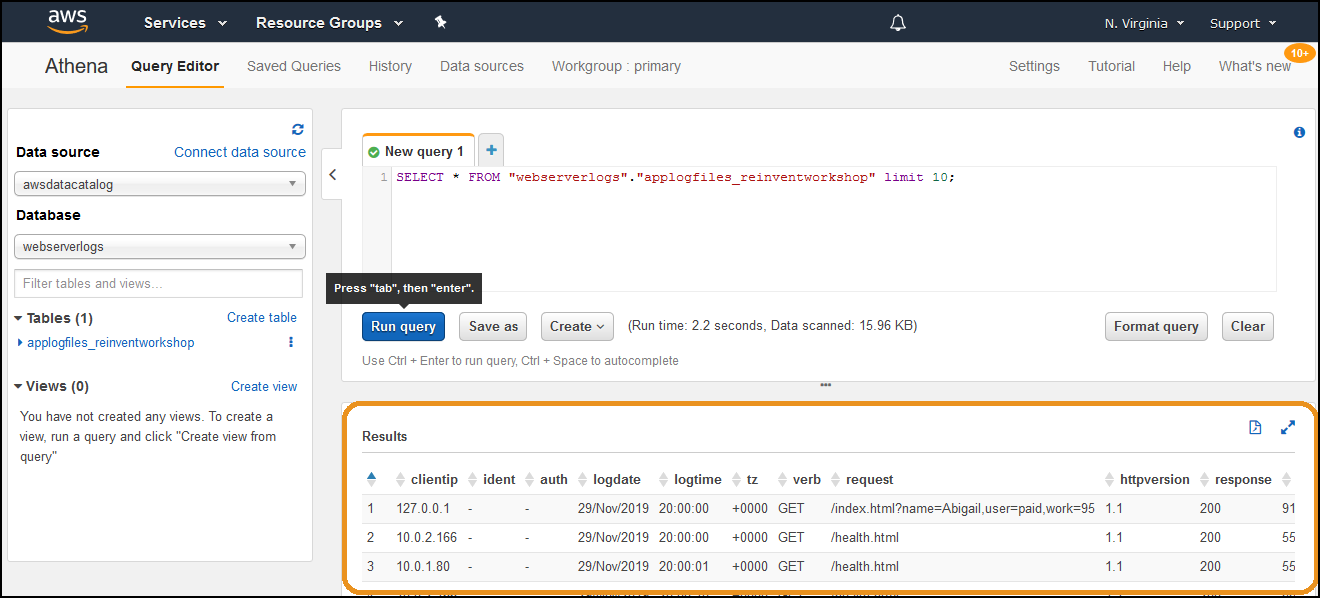 aws
Services
Resource Groups
N. Virginia
Support
Athena
Query Editor
Saved Queries
History
Data sources
Workgroup : primary
Settings
Tutorial
Help
What's new
10+
Data source
Connect data source
awsdatacatalog
Database
webserverlogs
Filter tables and views...
Tables (1)
Create table
applogfiles_reinventworkshop
Views (0)
Create view
You have not created any views. To create a
view, run a query and click "Create view from
query"
New query 1
1 SELECT * FROM "webserverlogs"."applogfiles_reinventworkshop" limit 10;
Press "tab", then "enter".
Run query
Save as
Create
(Run time: 2.2 seconds, Data scanned: 15.96 KB)
Format query
Clear
Use Ctrl + Enter to run query, Ctrl + Space to autocomplete
Results
clientip ident auth logdate logtime tz verb request httpversion response
1 127.0.0.1 - - 29/Nov/2019 20:00:00 +0000 GET /index.html?name=Abigail,user=paid,work=95 1.1 200 91
2 10.0.2.166 - - 29/Nov/2019 20:00:00 +0000 GET /health.html 1.1 200 55
3 10.0.1.80 - - 29/Nov/2019 20:00:01 +0000 GET /health.html 1.1 200 55